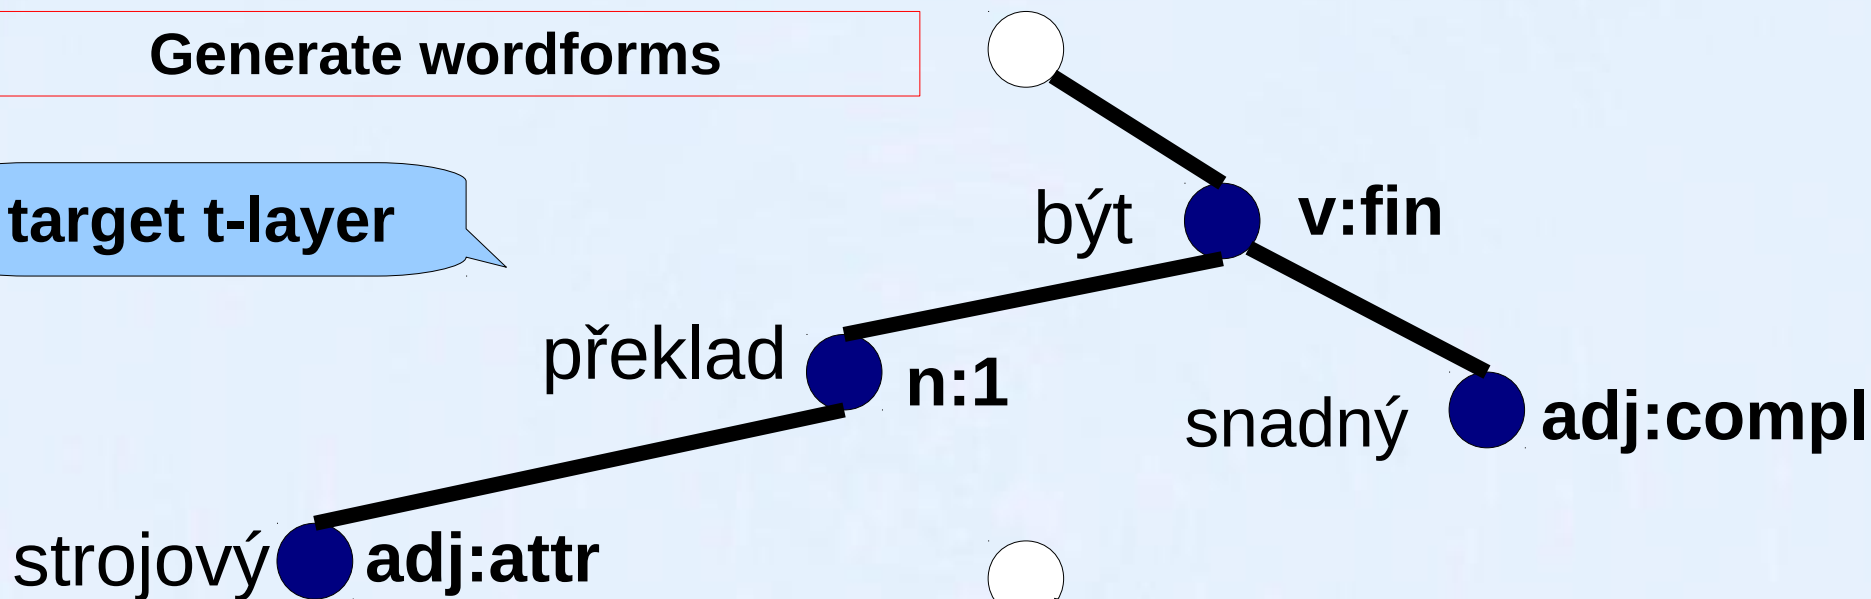 Generate wordforms
target t-layer
být v:fin
překlad n:1
snadný adj:compl
strojový adj:attr